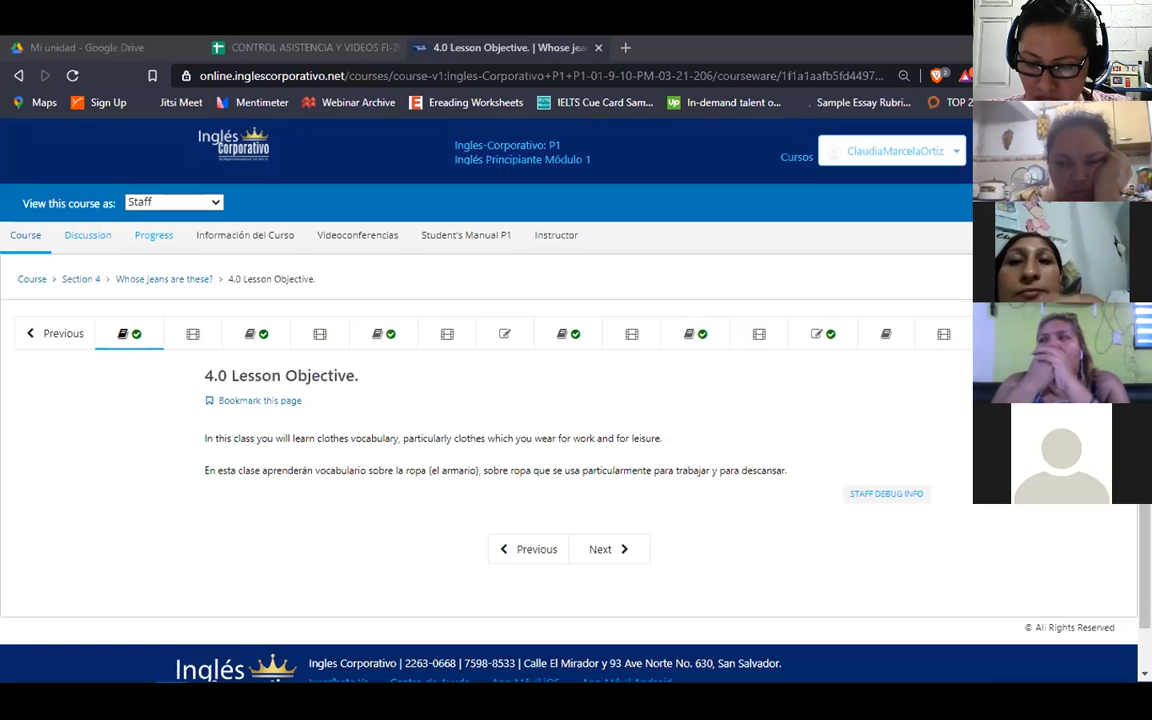 Mi unidad - Google Drive
CONTROL ASISTENCIA Y VIDEOS FI-2
4.0 Lesson Objective. | Whose jea
online.inglescorporativo.net/courses/course-v1:Ingles-Corporativo+P1+P1-01-9-10-PM-03-21-206/courseware/1f1a1aafb5fd4497...
Maps
Sign Up
Jitsi Meet
Mentimeter
Webinar Archive
Ereading Worksheets
IELTS Cue Card Sam...
In-demand talent o...
Sample Essay Rubri...
TOP 2
Inglés Corporativo
Ingles-Corporativo: P1
Inglés Principiante Módulo 1
Cursos
ClaudiaMarcelaOrtiz
View this course as:
Staff
Course
Discussion
Progress
Información del Curso
Videoconferencias
Student's Manual P1
Instructor
Course > Section 4 > Whose jeans are these? > 4.0 Lesson Objective.
Previous
4.0 Lesson Objective.
Bookmark this page
In this class you will learn clothes vocabulary, particularly clothes which you wear for work and for leisure.
En esta clase aprenderán vocabulario sobre la ropa (el armario), sobre ropa que se usa particularmente para trabajar y para descansar.
STAFF DEBUG INFO
Previous
Next
© All Rights Reserved
Inglés
Ingles Corporativo | 2263-0668 | 7598-8533 | Calle El Mirador y 93 Ave Norte No. 630, San Salvador.